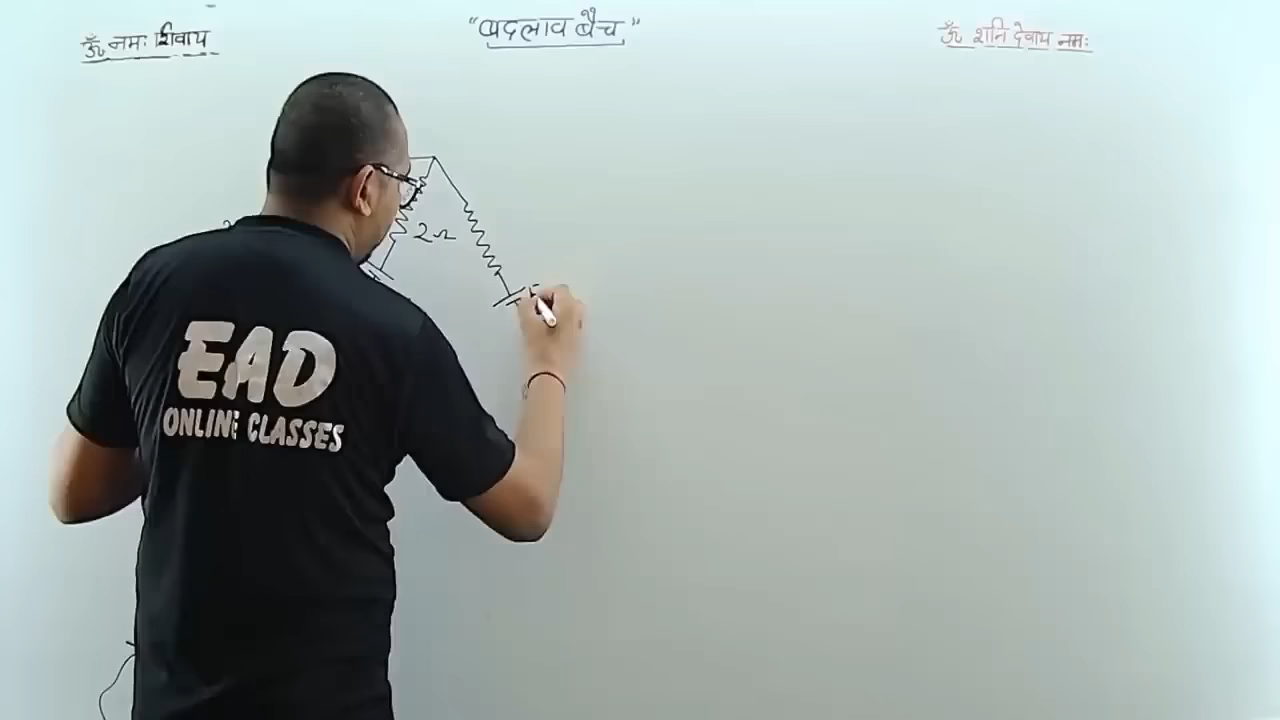 ॐ नमः शिवाय
"बदलाव बैच"
ॐ शनि देवाय नमः
2Ω
EAD
ONLINE CLASSES